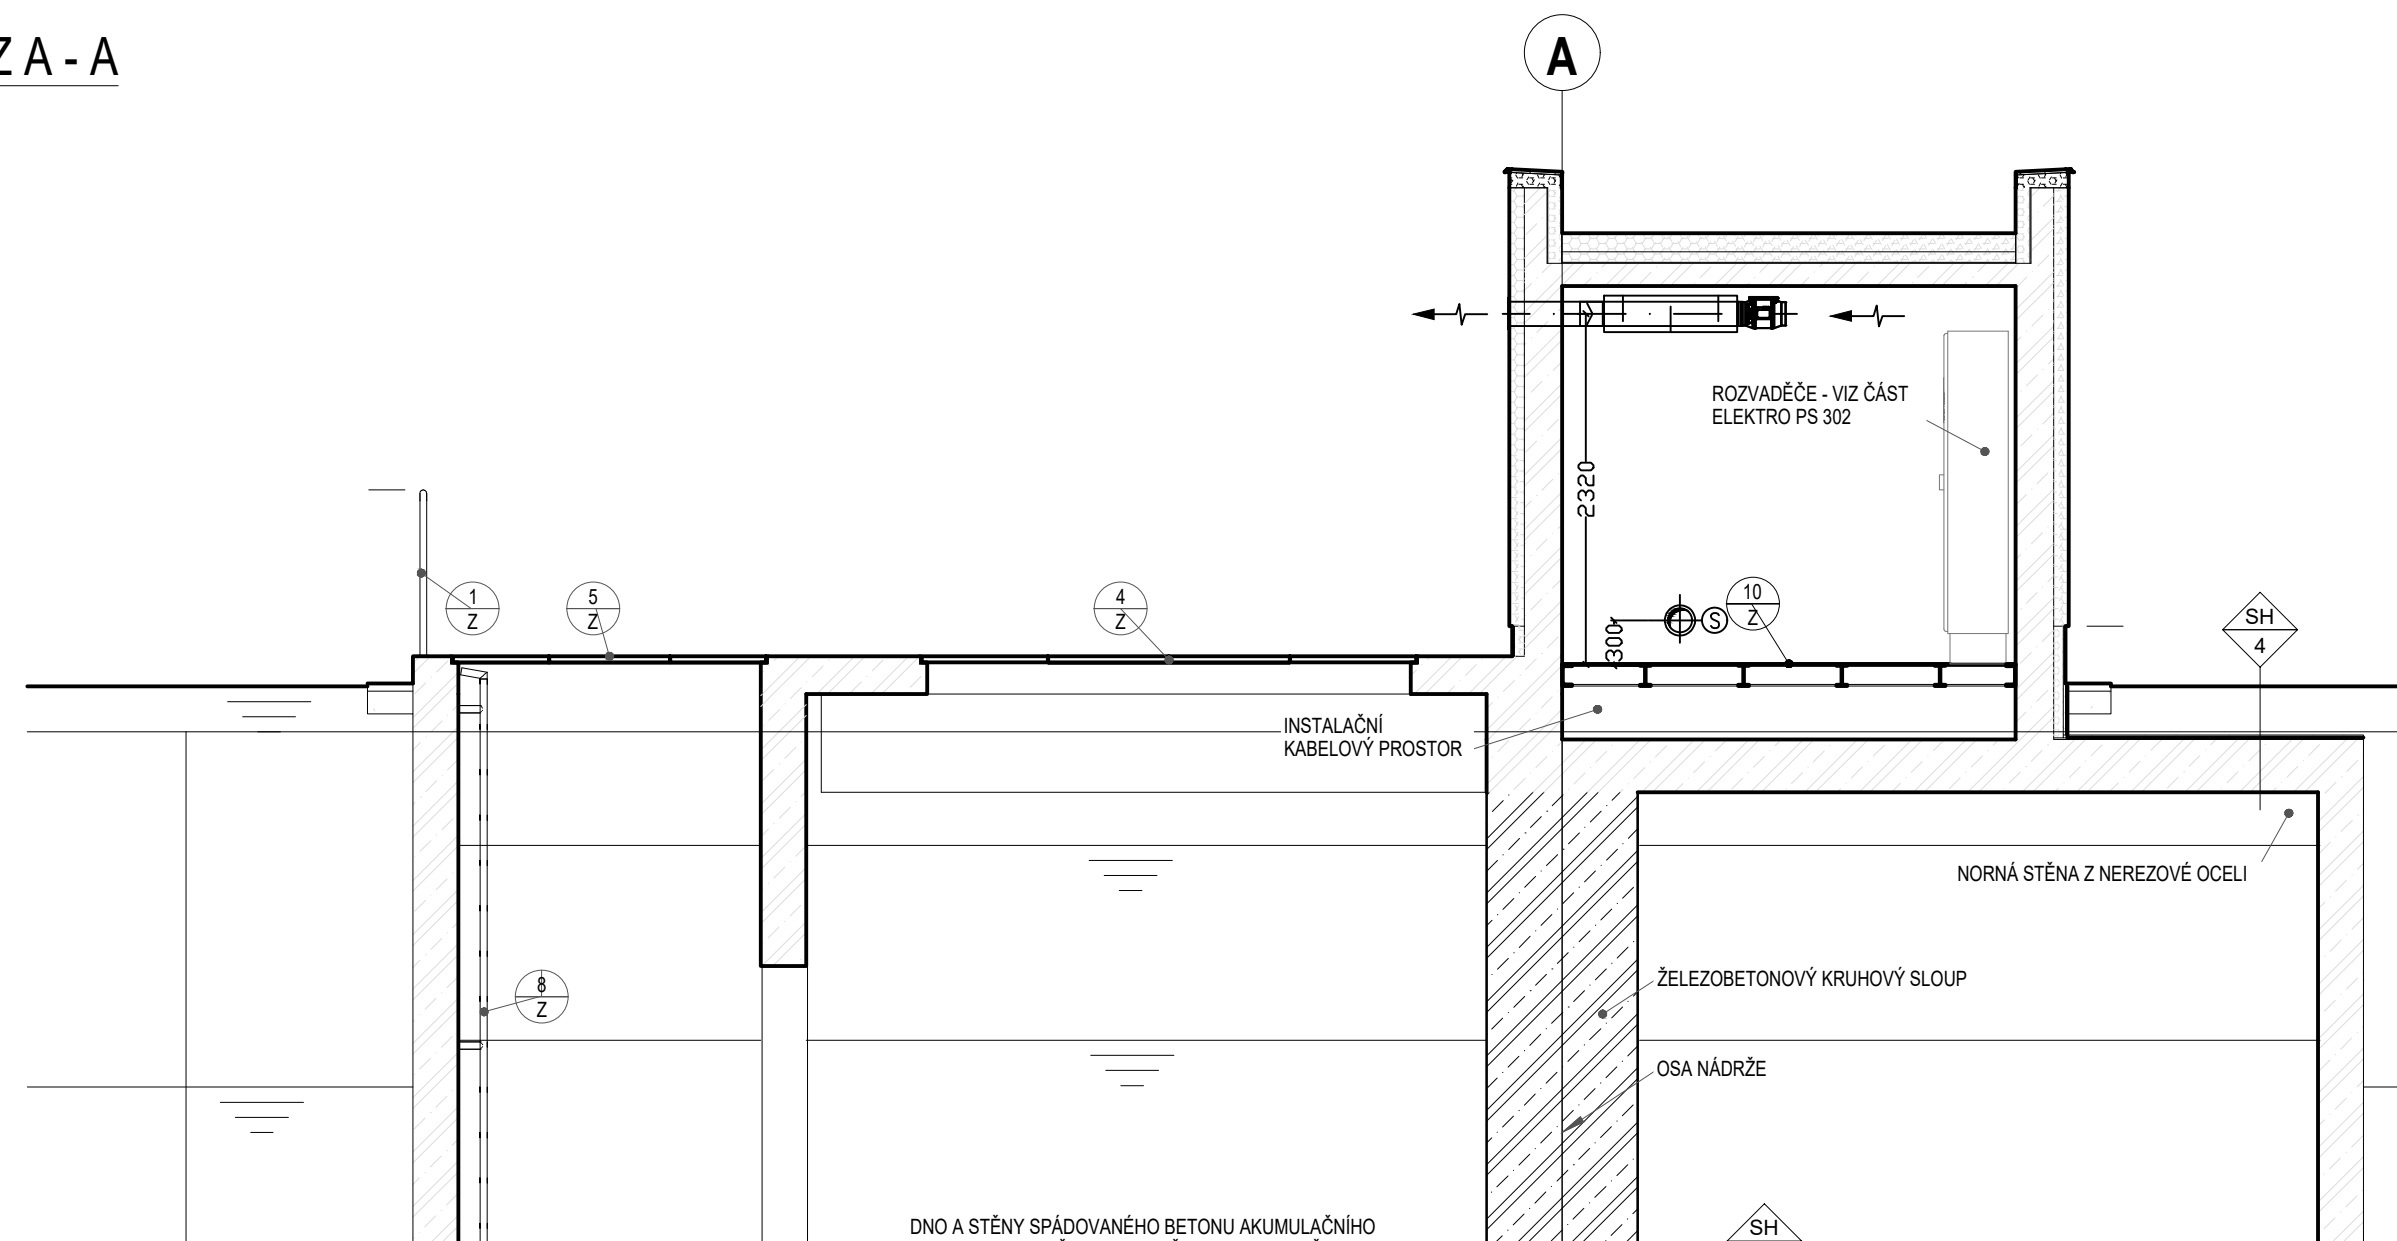 Z A - A
A
ROZVADĚČE - VIZ ČÁST
ELEKTRO PS 302
2320
300
S
10
Z
1
Z
5
Z
4
Z
SH
4
INSTALAČNÍ
KABELOVÝ PROSTOR
NORNÁ STĚNA Z NEREZOVÉ OCELI
8
Z
ŽELEZOBETONOVÝ KRUHOVÝ SLOUP
OSA NÁDRŽE
DNO A STĚNY SPÁDOVANÉHO BETONU AKUMULAČNÍHO
SH